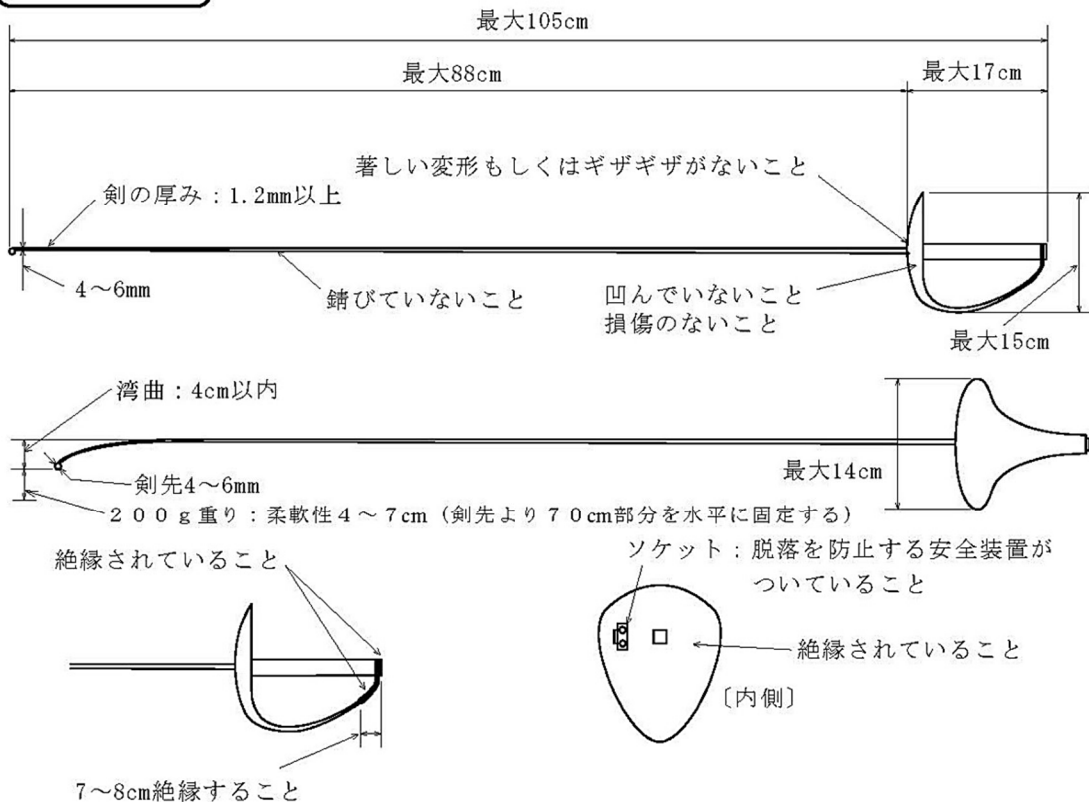 最大105cm
最大88cm
最大17cm
著しい変形もしくはギザギザがないこと
剣の厚み：1.2mm以上
4～6mm
錆びていないこと
凹んでいないこと
損傷のないこと
最大15cm
湾曲：4cm以内
最大14cm
剣先4～6mm
２００ｇ重り：柔軟性４～７cm（剣先より７０cm部分を水平に固定する）
絶縁されていること
ソケット：脱落を防止する安全装置が
ついていること
絶縁されていること
〔内側〕
7～8cm絶縁すること